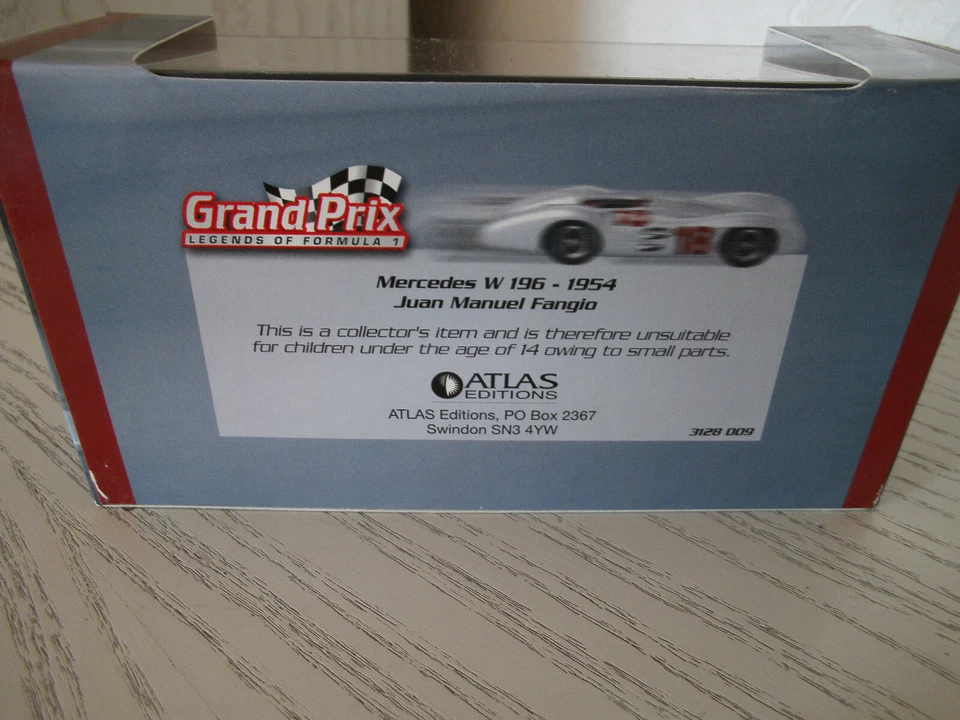 Grand Prix
LEGENDS OF FORMULA 1
Mercedes W 196 - 1954
Juan Manuel Fangio
This is a collector's item and is therefore unsuitable
for children under the age of 14 owing to small parts.
ATLAS
EDITIONS
ATLAS Editions, PO Box 2367
Swindon SN3 4YW
3128 009